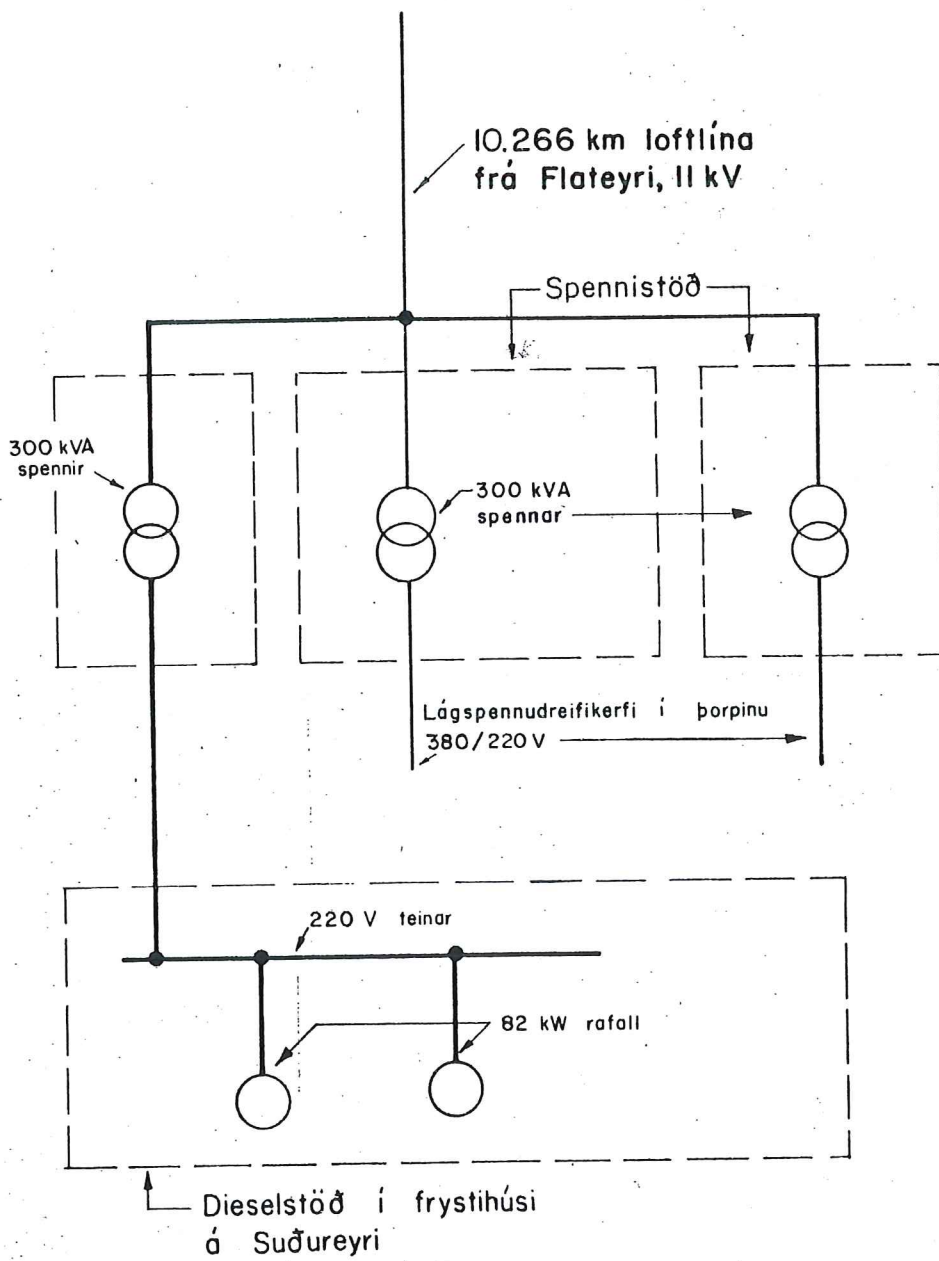 10.266 km loftlína
frá Flateyri, 11 kV
Spennistöð
300 kVA
spennir
300 kVA
spennar
Lágspennudreifikerfi í þorpinu
380/220 V
220 V teinar
82 kW rafall
Dieselstöð í frystihúsi
á Suðureyri